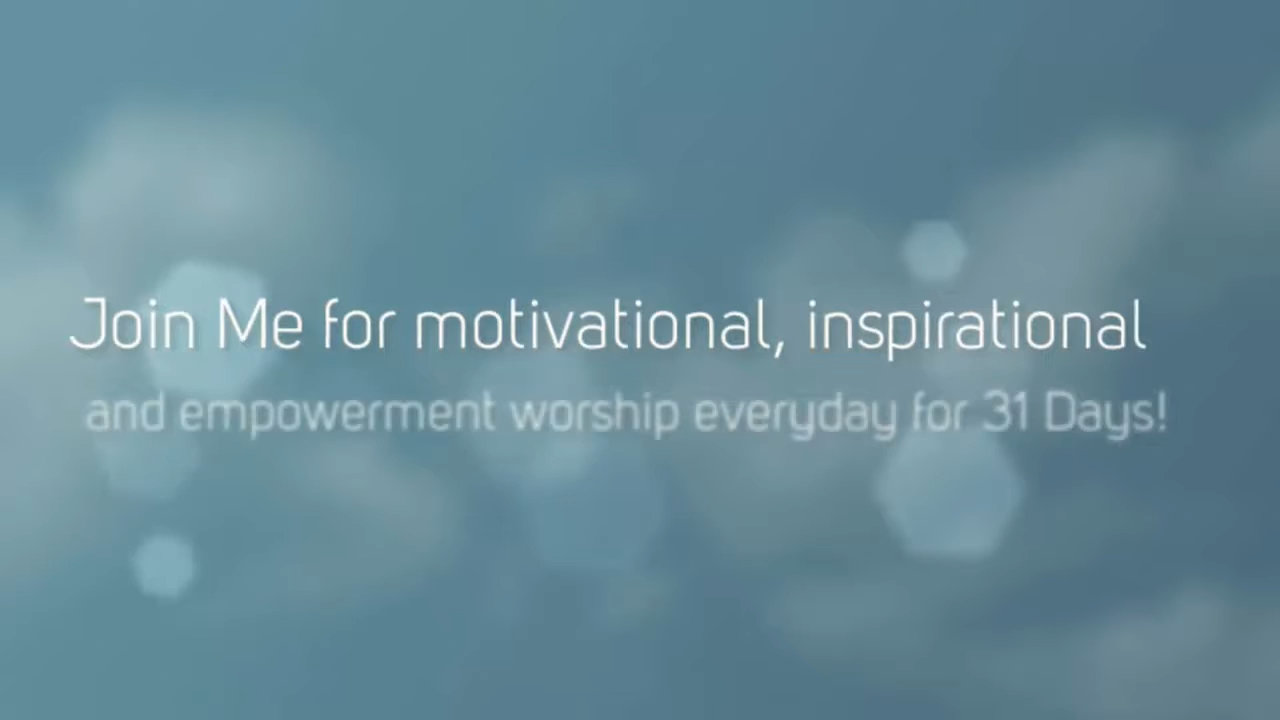 Join Me for motivational, inspirational
and empowerment worship everyday for 31 Days!